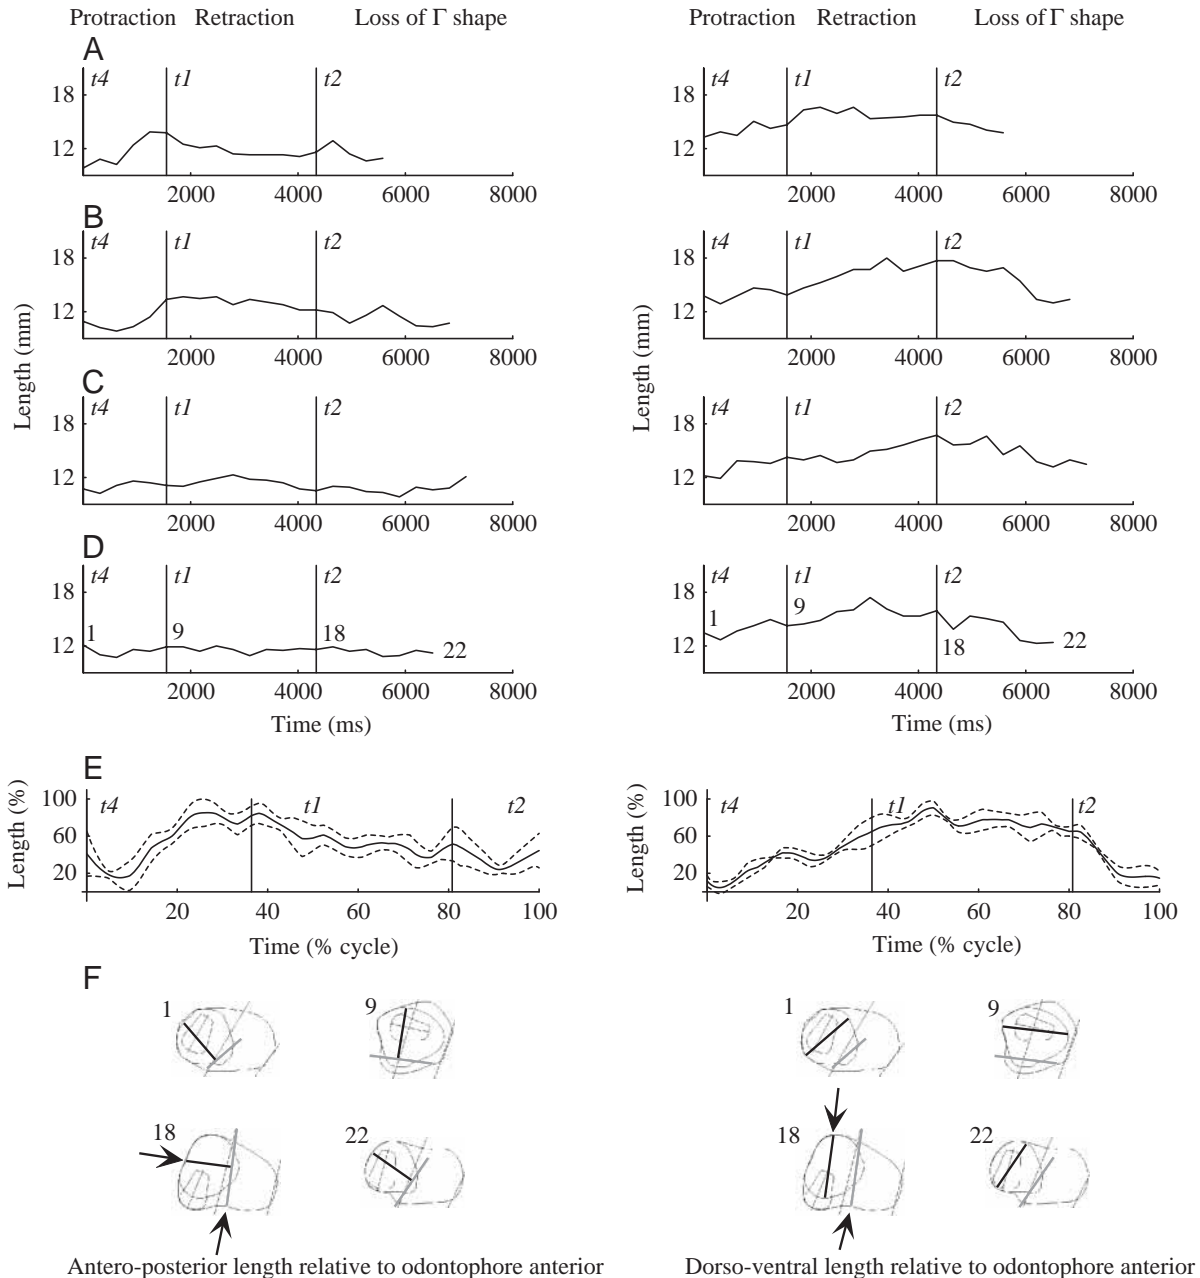 Protraction Retraction Loss of Γ shape Protraction Retraction Loss of Γ shape
A
18 t4 t1 t2 18 t4 t1 t2
12 12
2000 4000 6000 8000 2000 4000 6000 8000
B
18 t4 t1 t2 18 t4 t1 t2
12 12
2000 4000 6000 8000 2000 4000 6000 8000
Length (mm) Length (mm)
C
18 t4 t1 t2 18 t4 t1 t2
12 12
2000 4000 6000 8000 2000 4000 6000 8000
D
18 t4 t1 t2 18 t4 t1 t2
12 1 9 18 22 12 1 9 18 22
2000 4000 6000 8000 2000 4000 6000 8000
Time (ms) Time (ms)
E
Length (%) 100 60 20 t4 t1 t2 Length (%) 100 60 20 t4 t1 t2
20 40 60 80 100 20 40 60 80 100
Time (% cycle) Time (% cycle)
F
1 9 1 9
18 22 18 22
Antero-posterior length relative to odontophore anterior Dorso-ventral length relative to odontophore anterior